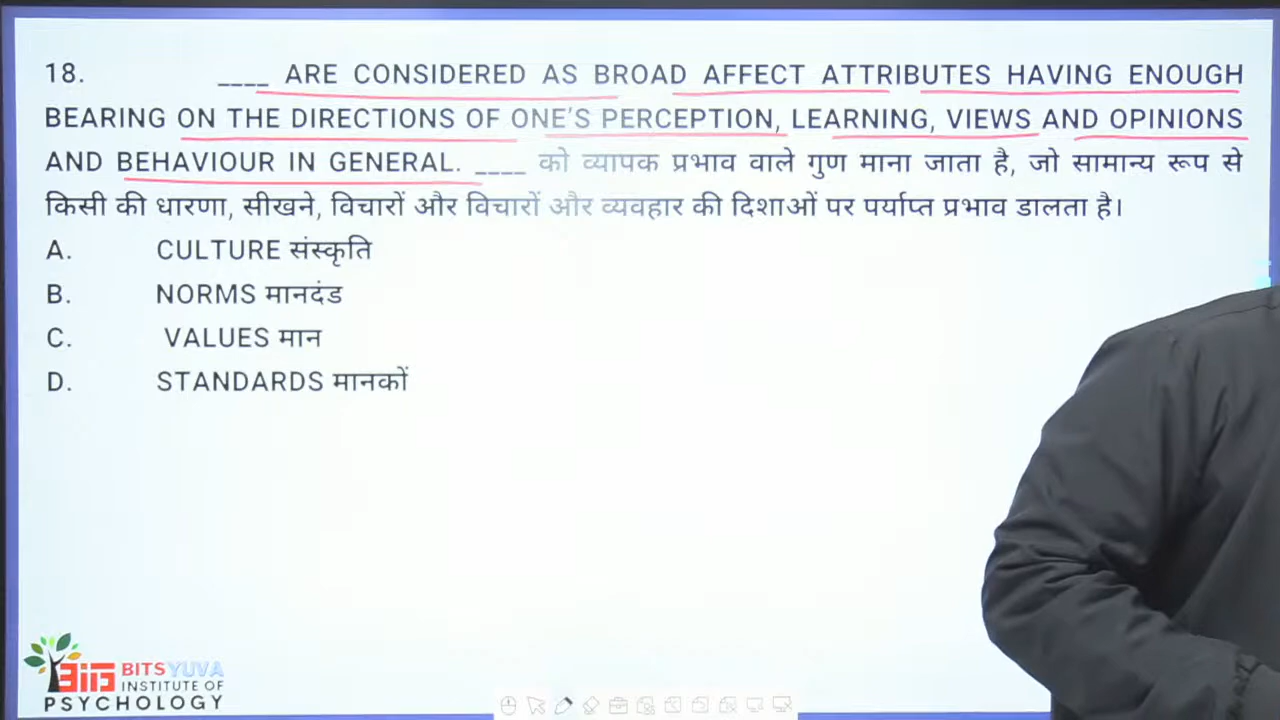 18. ____ ARE CONSIDERED AS BROAD AFFECT ATTRIBUTES HAVING ENOUGH
BEARING ON THE DIRECTIONS OF ONE'S PERCEPTION, LEARNING, VIEWS AND OPINIONS
AND BEHAVIOUR IN GENERAL. ____ को व्यापक प्रभाव वाले गुण माना जाता है, जो सामान्य रूप से
किसी की धारणा, सीखने, विचारों और विचारों और व्यवहार की दिशाओं पर पर्याप्त प्रभाव डालता है।
A. CULTURE संस्कृति
B. NORMS मानदंड
C. VALUES मान
D. STANDARDS मानकों
BITS YUVA
INSTITUTE OF
PSYCHOLOGY